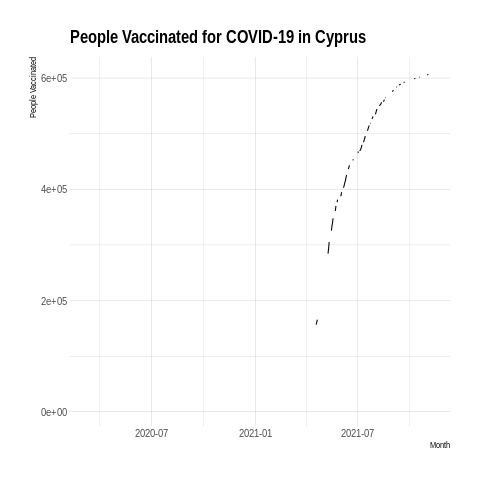 People Vaccinated for COVID-19 in Cyprus
People Vaccinated
6e+05
4e+05
2e+05
0e+00
2020-07 2021-01 2021-07
Month